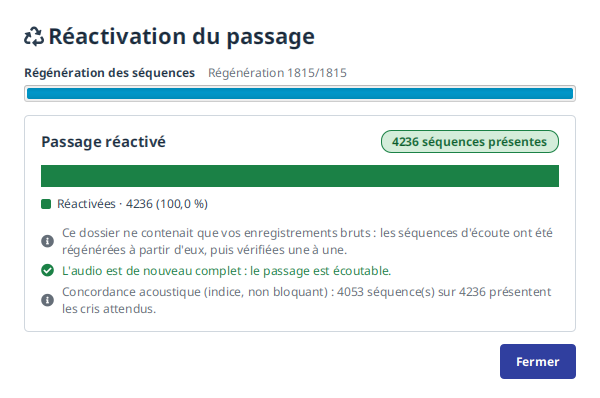 Réactivation du passage
Régénération des séquences Régénération 1815/1815
Passage réactivé
4236 séquences présentes
Réactivées · 4236 (100,0 %)
Ce dossier ne contenait que vos enregistrements bruts : les séquences d'écoute ont été
régénérées à partir d'eux, puis vérifiées une à une.
L'audio est de nouveau complet : le passage est écoutable.
Concordance acoustique (indice, non bloquant) : 4053 séquence(s) sur 4236 présentent
les cris attendus.
Fermer